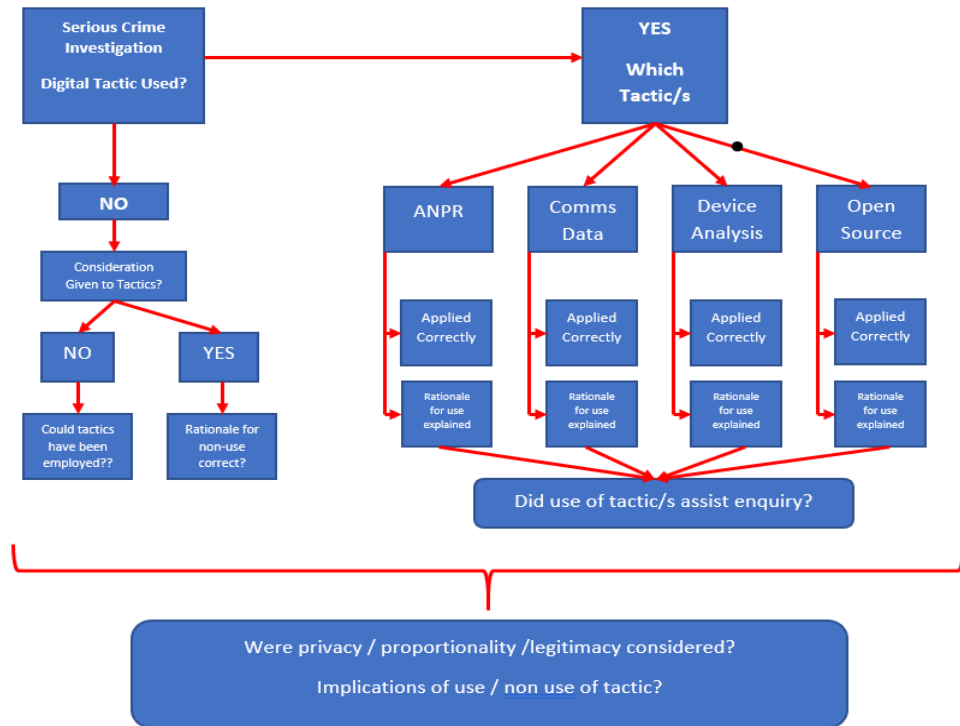 Serious Crime
Investigation
Digital Tactic Used?
YES
Which
Tactic/s
NO
Consideration
Given to Tactics?
NO
YES
Could tactics
have been
employed??
Rationale for
non-use
correct?
ANPR
Comms
Data
Device
Analysis
Open
Source
Applied
Correctly
Applied
Correctly
Applied
Correctly
Applied
Correctly
Rationale
for use
explained
Rationale
for use
explained
Rationale
for use
explained
Rationale
for use
explained
Did use of tactic/s assist enquiry?
Were privacy / proportionality /legitimacy considered?
Implications of use / non use of tactic?